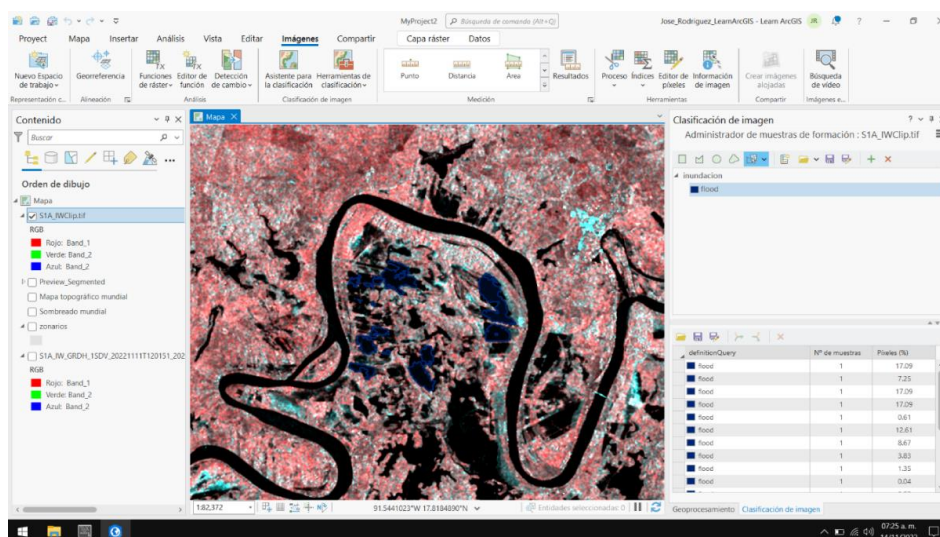 MyProject2
Búsqueda de comando (Alt+Q)
Jose_Rodriguez_LearnArcGIS - Learn ArcGIS
JR
?
Proyect Mapa Insertar Análisis Vista Editar Imágenes Compartir Capa ráster Datos
Nuevo Espacio de trabajo
Georreferencia
Funciones de ráster
Editor de función
Detección de cambio
Asistente para la clasificación
Herramientas de clasificación
Punto
Distancia
Area
Resultados
Proceso
Índices
Editor de píxeles
Información de imagen
Crear imágenes alojadas
Búsqueda de vídeo
Representación c...
Alineación
Análisis
Clasificación de imagen
Medición
Herramientas
Compartir
Imágenes e...
Contenido
Buscar
Orden de dibujo
Mapa
S1A_IWClip.tif
RGB
Rojo: Band_1
Verde: Band_2
Azul: Band_2
Preview_Segmented
Mapa topográfico mundial
Sombreado mundial
zonarios
S1A_IW_GRDH_1SDV_20221111T120151_202
RGB
Rojo: Band_1
Verde: Band_2
Azul: Band_2
Mapa
1:82,372
91.5441023°W 17.8184890°N
Entidades seleccionadas: 0
Clasificación de imagen
Administrador de muestras de formación : S1A_IWClip.tif
inundacion
flood
definitionQuery Nº de muestras Píxeles (%)
flood 1 17.09
flood 1 7.25
flood 1 17.09
flood 1 0.61
flood 1 12.61
flood 1 8.67
flood 1 3.83
flood 1 1.35
flood 1 0.04
Geoprocesamiento Clasificación de imagen
07:25 a. m.